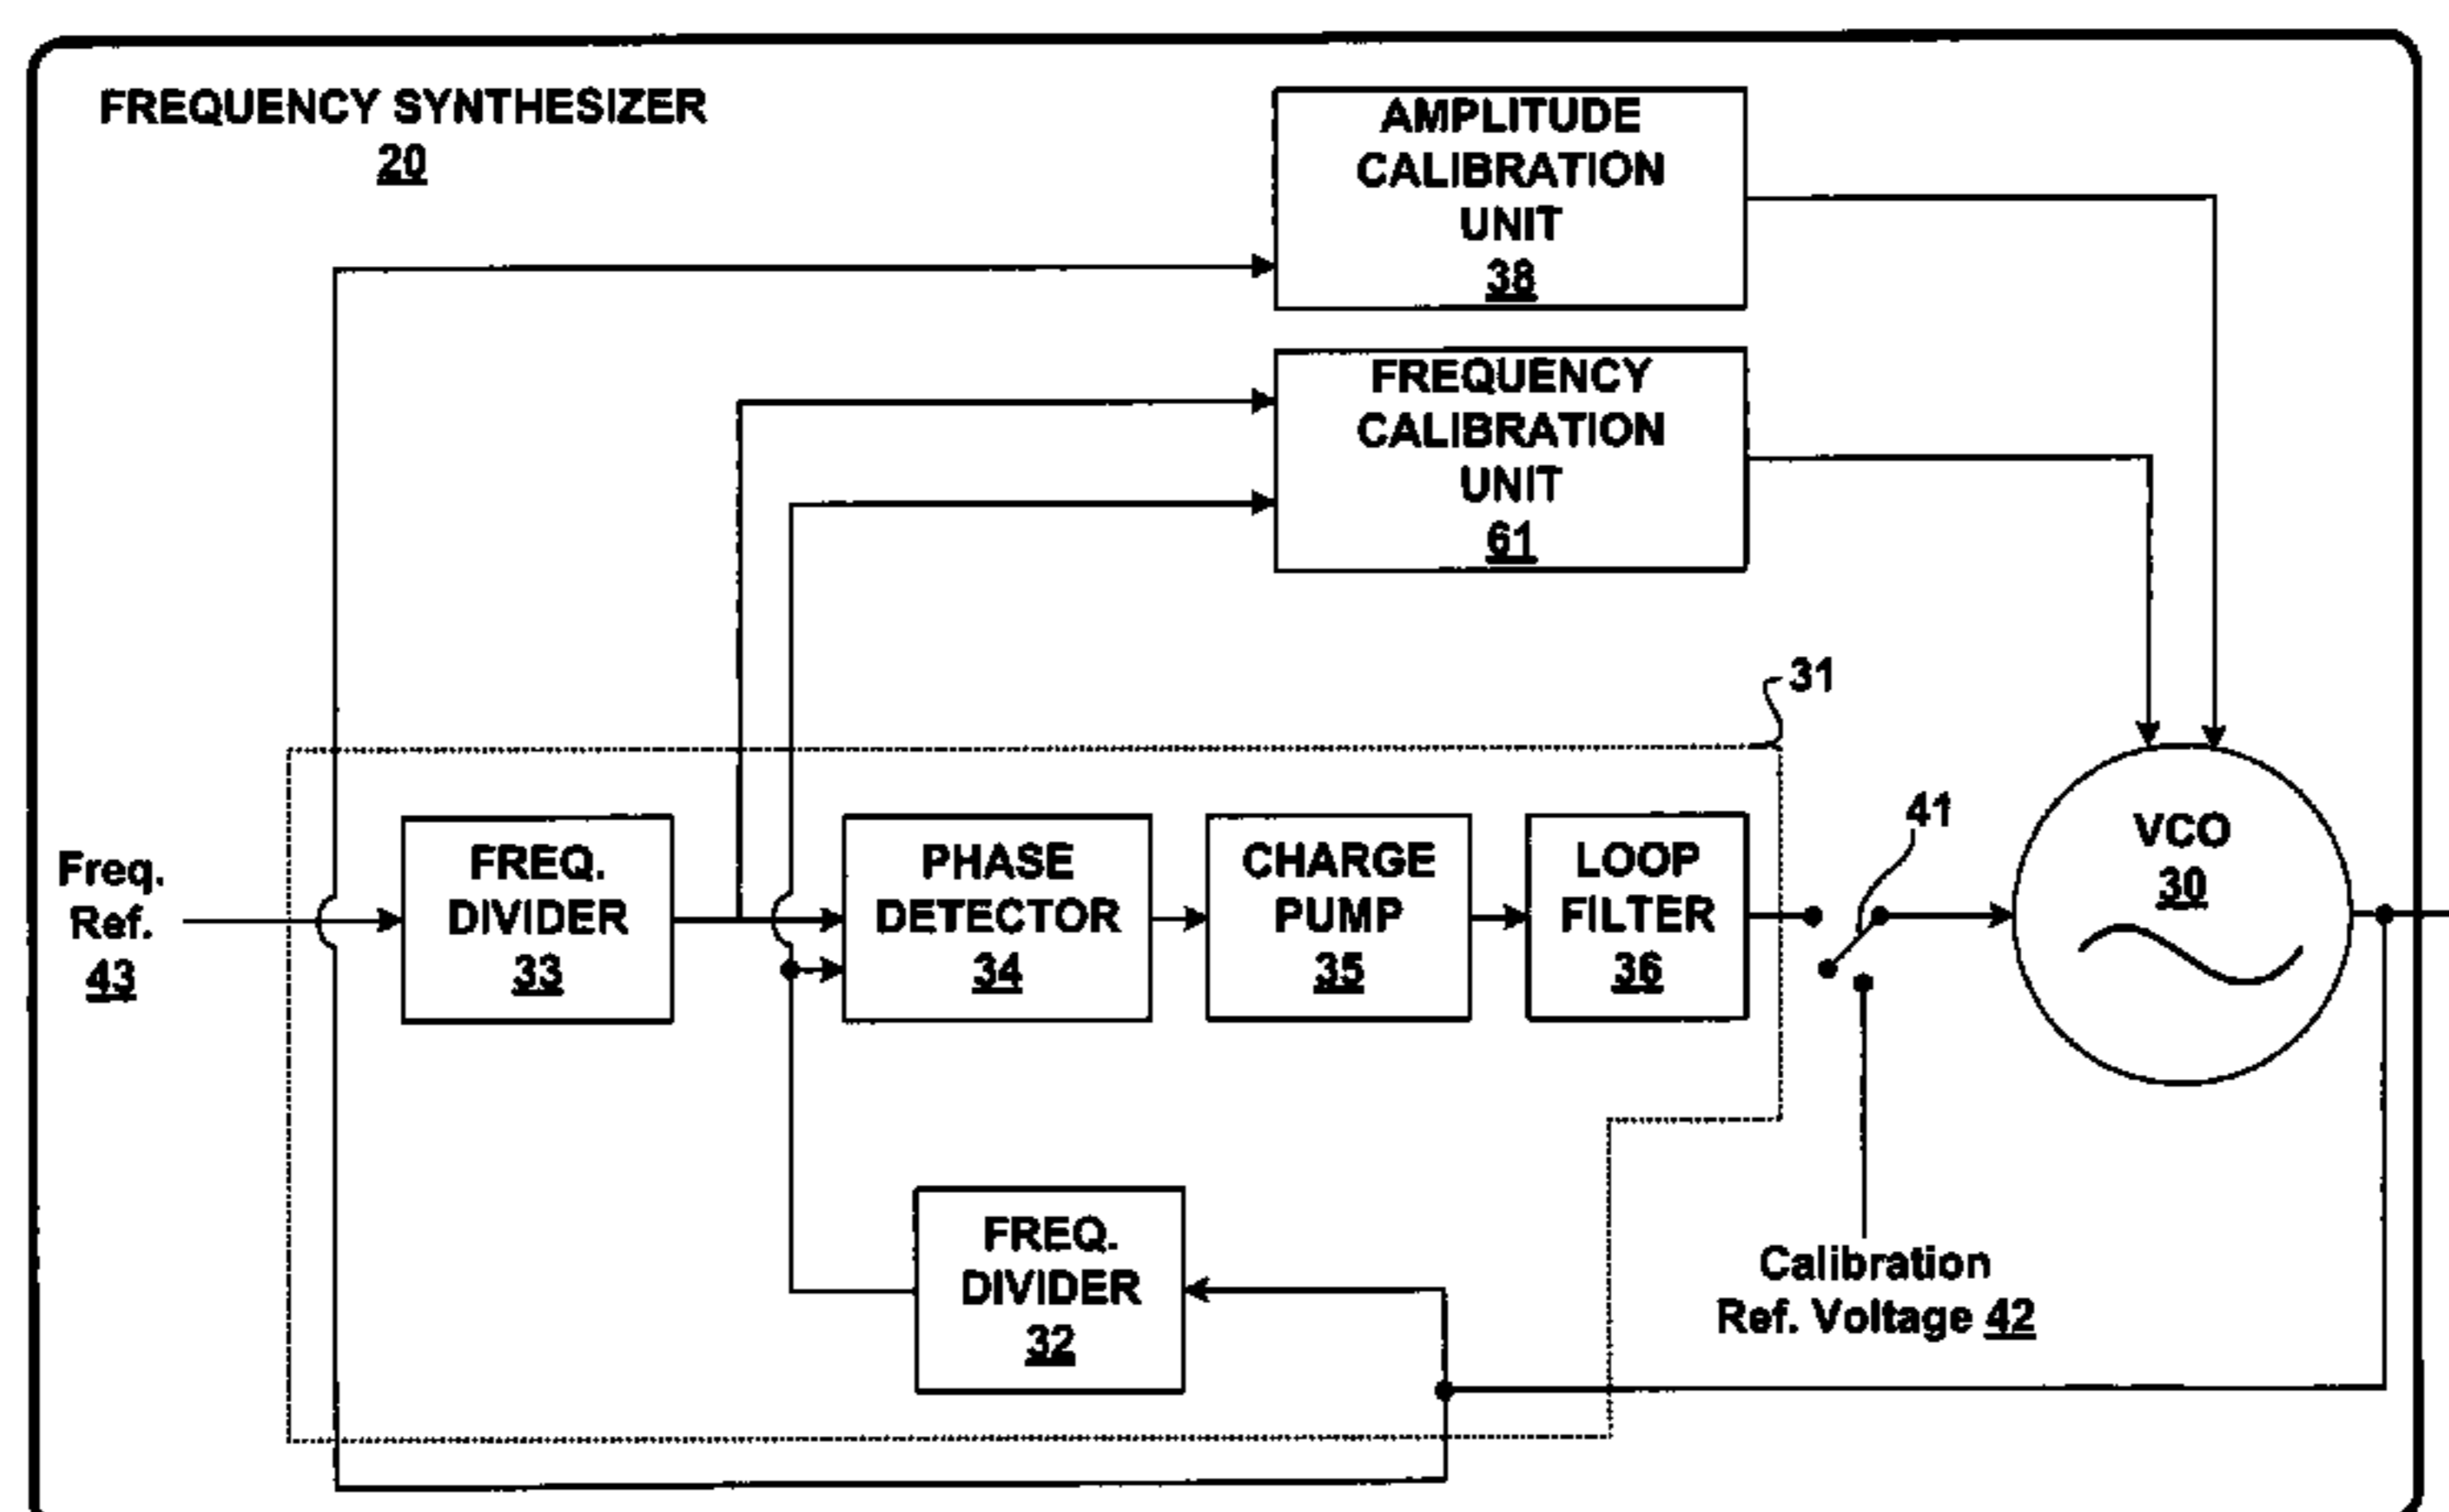 FREQUENCY SYNTHESIZER
20
AMPLITUDE
CALIBRATION
UNIT
38
FREQUENCY
CALIBRATION
UNIT
61
31
41
Freq.
Ref.
43
FREQ.
DIVIDER
33
PHASE
DETECTOR
34
CHARGE
PUMP
35
LOOP
FILTER
36
VCO
30
FREQ.
DIVIDER
32
Calibration
Ref. Voltage 42